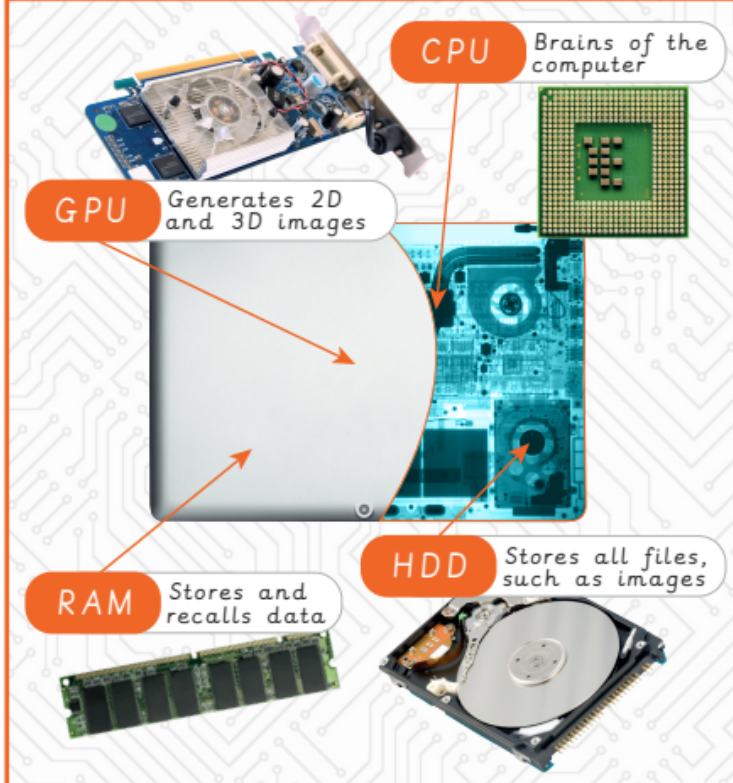 CPU
Brains of the
computer
GPU
Generates 2D
and 3D images
HDD
Stores all files,
such as images
RAM
Stores and
recalls data